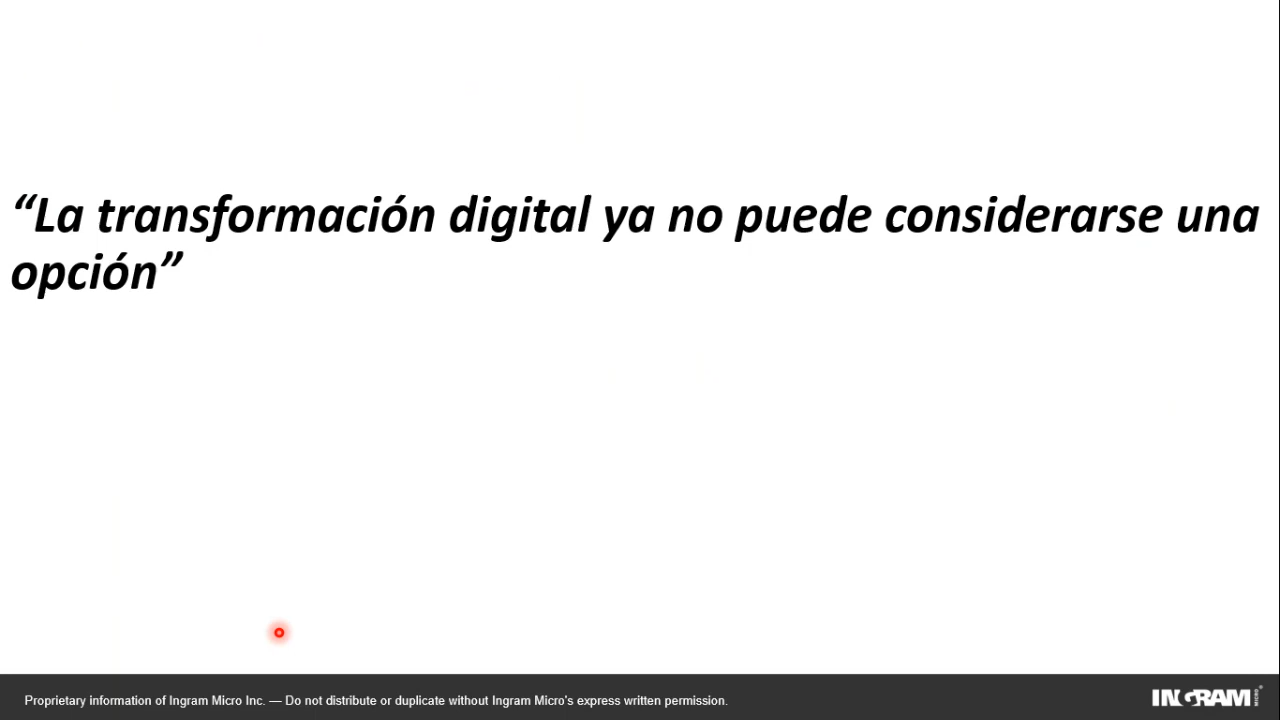 “La transformación digital ya no puede considerarse una
opción”
Proprietary information of Ingram Micro Inc. — Do not distribute or duplicate without Ingram Micro's express written permission.
INGRAM MICRO®